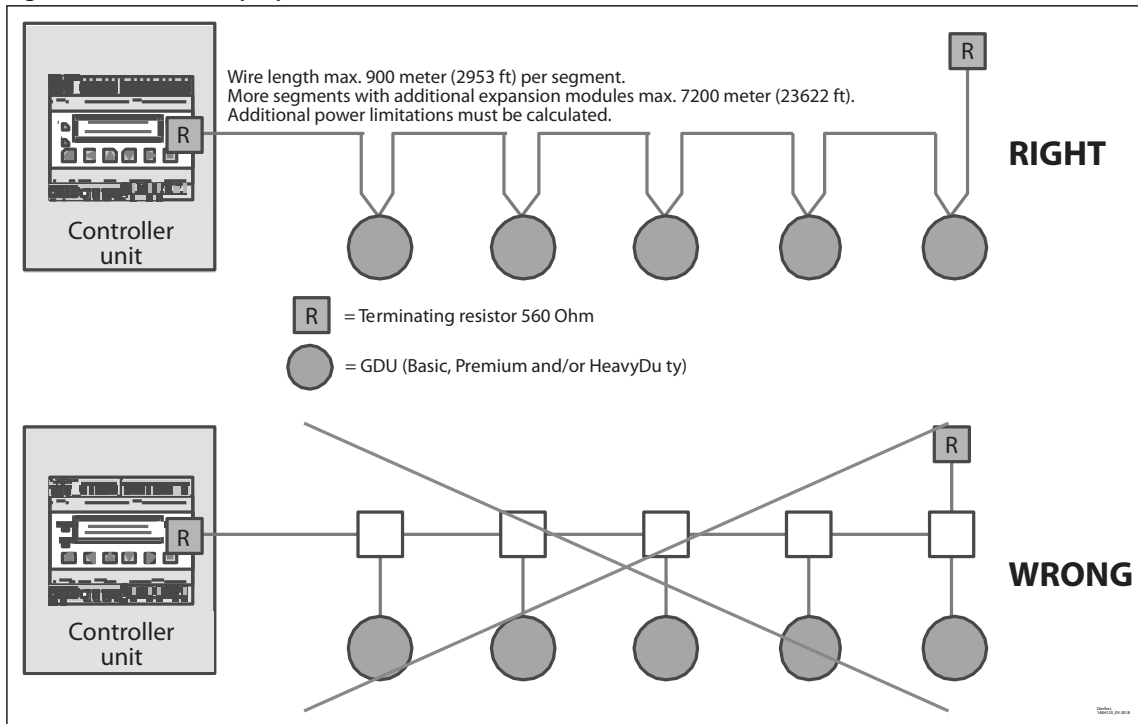 R
Wire length max. 900 meter (2953 ft) per segment.
More segments with additional expansion modules max. 7200 meter (23622 ft).
Additional power limitations must be calculated.
R
RIGHT
Controller
unit
R = Terminating resistor 560 Ohm
= GDU (Basic, Premium and/or HeavyDu ty)
R
R
WRONG
Controller
unit
Danfoss